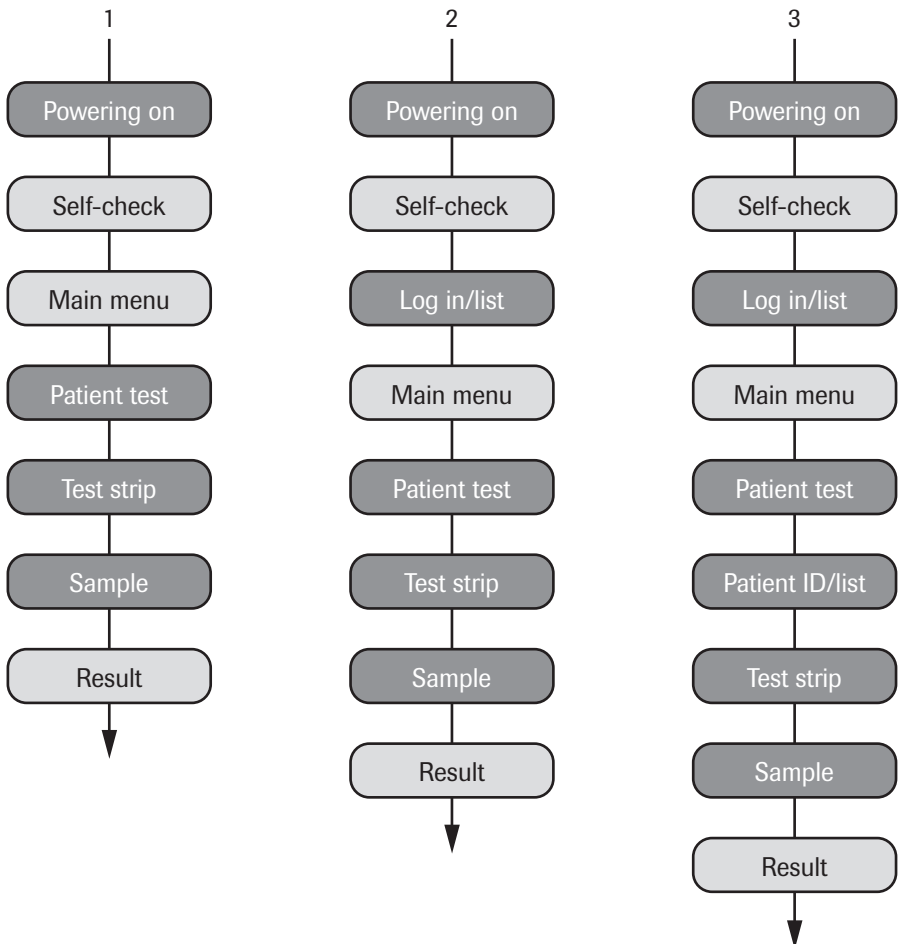 1
Powering on
Self-check
Main menu
Patient test
Test strip
Sample
Result
2
Powering on
Self-check
Log in/list
Main menu
Patient test
Test strip
Sample
Result
3
Powering on
Self-check
Log in/list
Main menu
Patient test
Patient ID/list
Test strip
Sample
Result